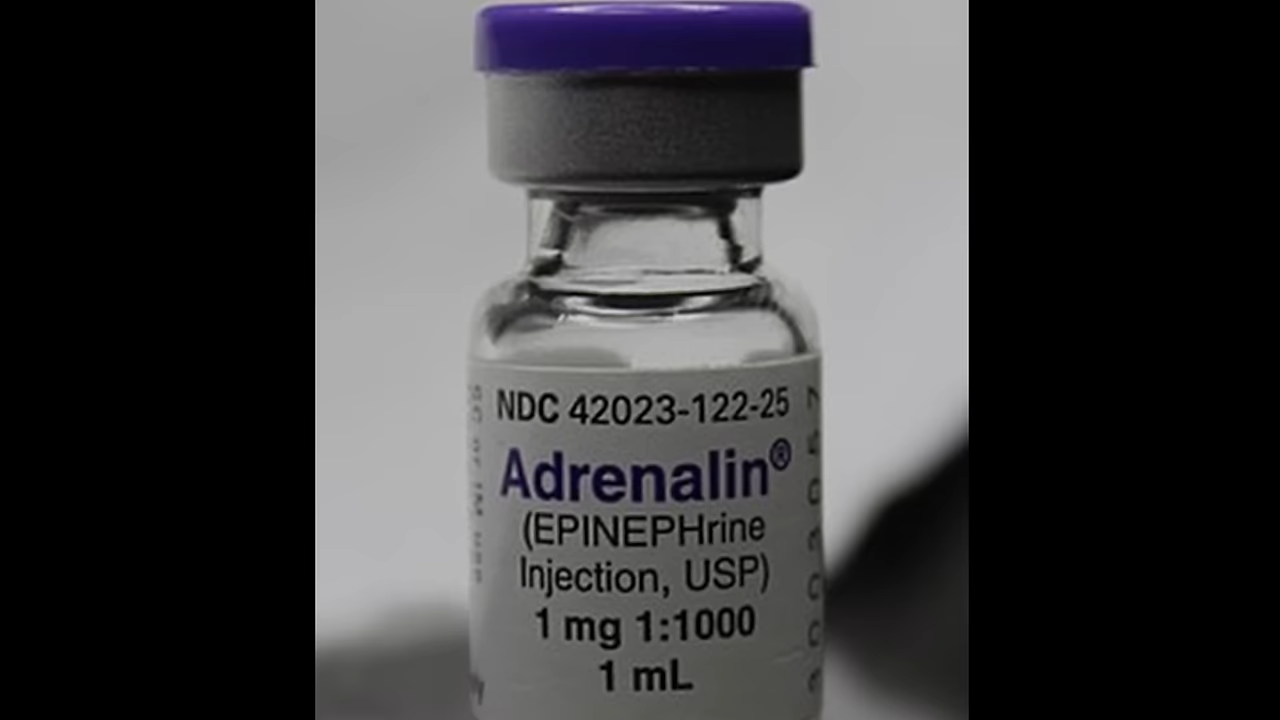 NDC 42023-122-25
Adrenalin®
(EPINEPHrine
Injection, USP)
1 mg 1:1000
1 mL